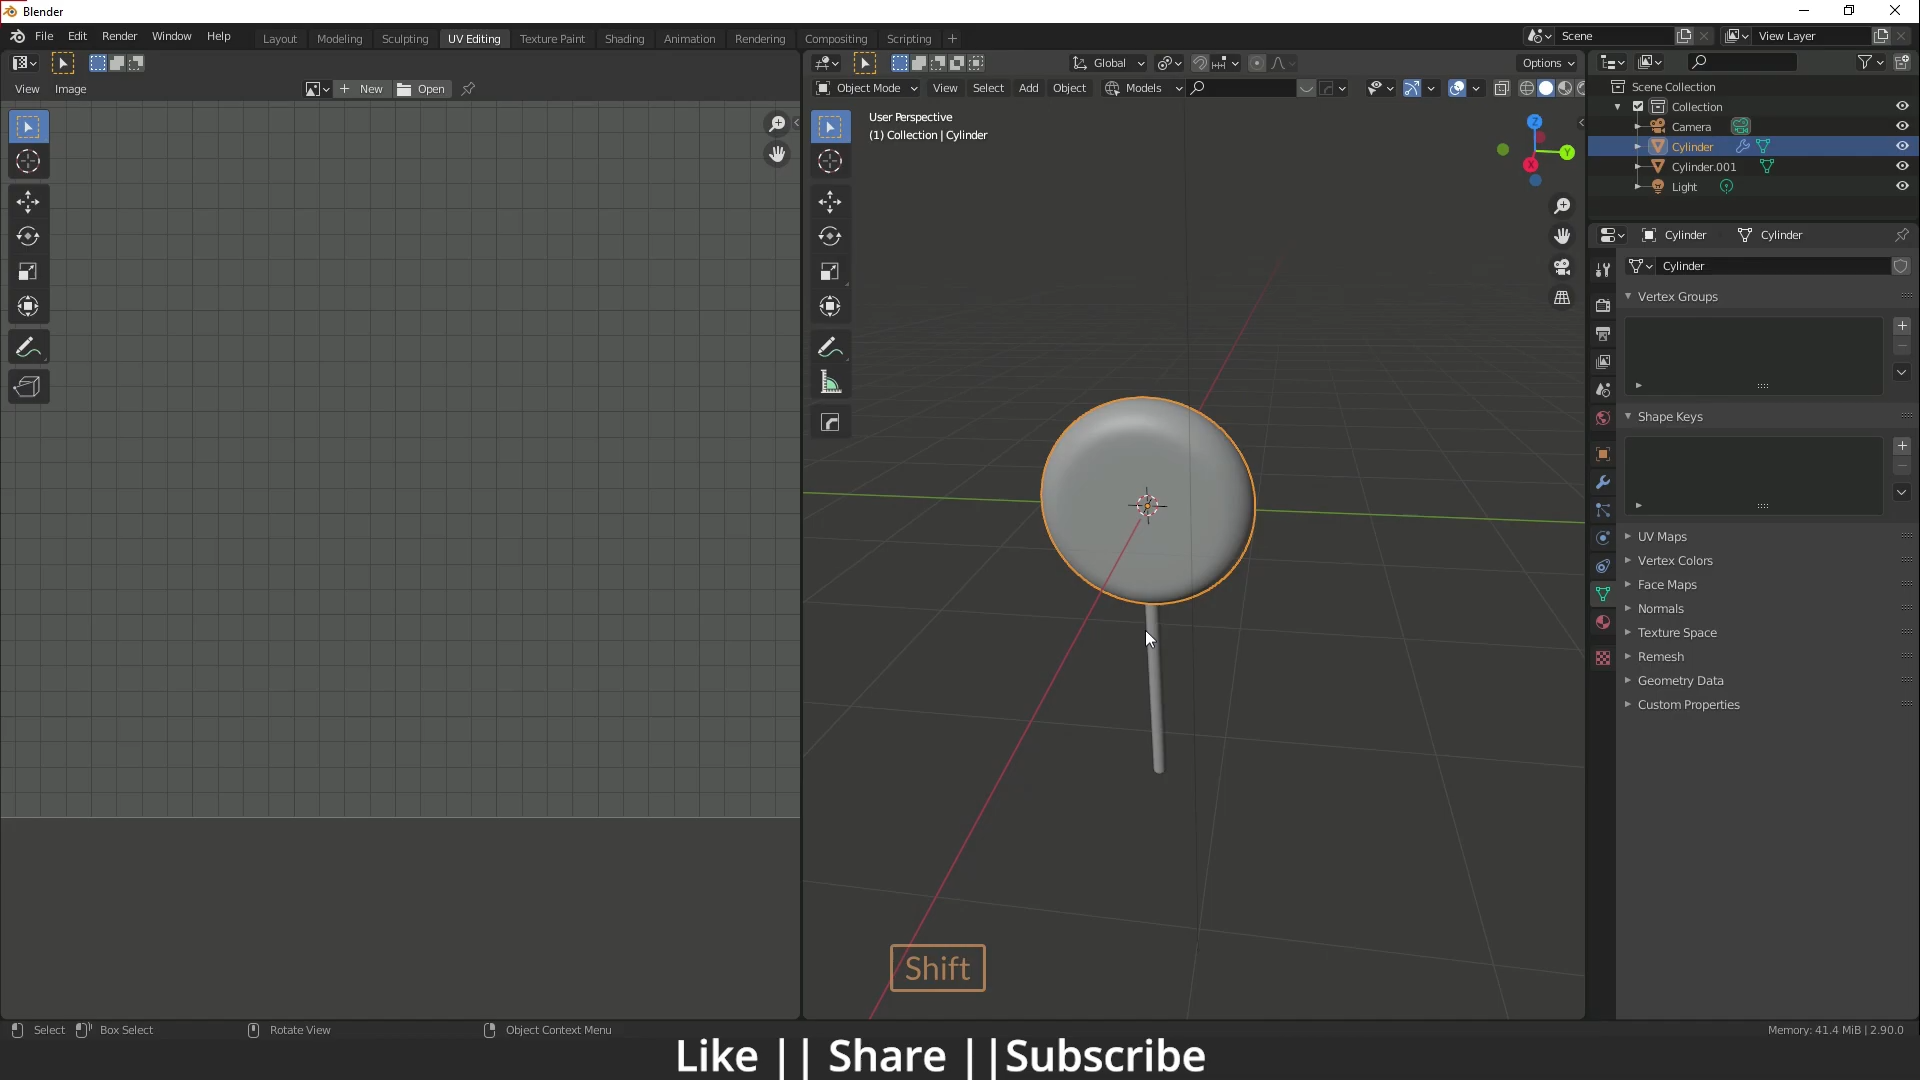 Blender
File Edit Render Window Help Layout Modeling Sculpting UV Editing Texture Paint Shading Animation Rendering Compositing Scripting + Scene View Layer
Global Options
View Image + New Open Object Mode View Select Add Object Models
User Perspective
(1) Collection | Cylinder
Z
Y
X
Scene Collection
Collection
Camera
Cylinder
Cylinder.001
Light
Cylinder Cylinder
Cylinder
Vertex Groups
Shape Keys
UV Maps
Vertex Colors
Face Maps
Normals
Texture Space
Remesh
Geometry Data
Custom Properties
Shift
Select Box Select Rotate View Object Context Menu Memory: 41.4 MiB | 2.90.0
Like || Share ||Subscribe